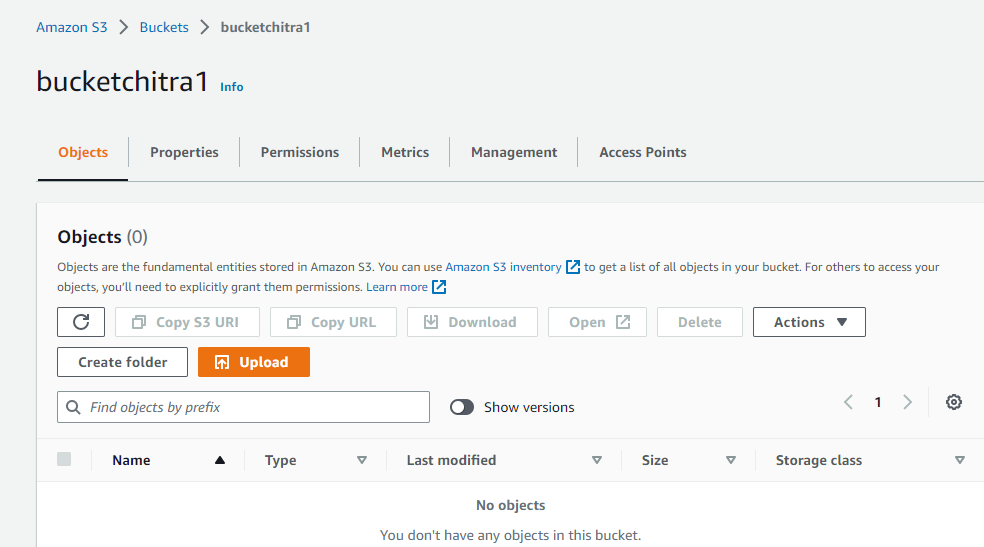 Amazon S3 > Buckets > bucketchitra1
bucketchitra1 Info
Objects Properties Permissions Metrics Management Access Points
Objects (0)
Objects are the fundamental entities stored in Amazon S3. You can use Amazon S3 inventory to get a list of all objects in your bucket. For others to access your
objects, you'll need to explicitly grant them permissions. Learn more
Copy S3 URI Copy URL Download Open Delete Actions
Create folder Upload
Find objects by prefix Show versions 1
Name Type Last modified Size Storage class
No objects
You don't have any objects in this bucket.